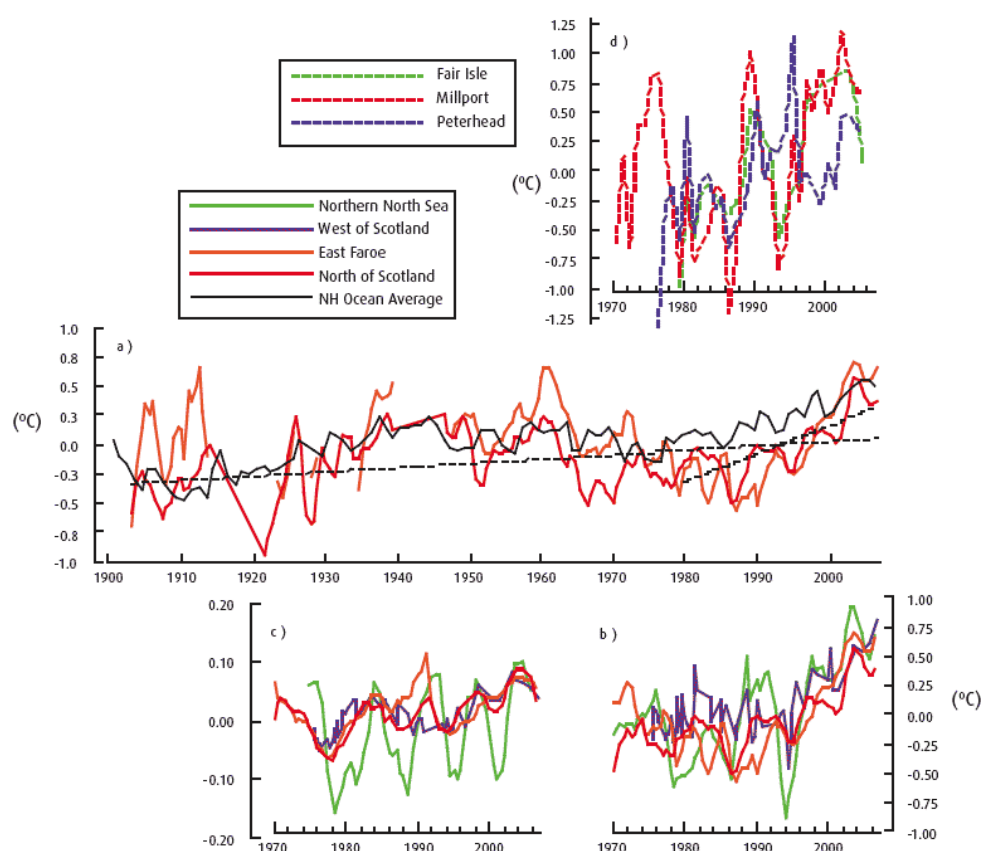 Fair Isle
Millport
Peterhead
Northern North Sea
West of Scotland
East Faroe
North of Scotland
NH Ocean Average
d )
(ºC)
1.25
1.00
0.75
0.50
0.25
0.00
-0.25
-0.50
-0.75
-1.00
-1.25
1970 1980 1990 2000
a )
(ºC)
1.0
0.8
0.5
0.3
0.0
-0.3
-0.5
-0.8
-1.0
1900 1910 1920 1930 1940 1950 1960 1970 1980 1990 2000
c )
0.20
0.10
0.00
-0.10
-0.20
1970 1980 1990 2000
b )
1.00
0.75
0.50
0.25
0.00
-0.25
-0.50
-0.75
-1.00
(ºC)
1970 1980 1990 2000